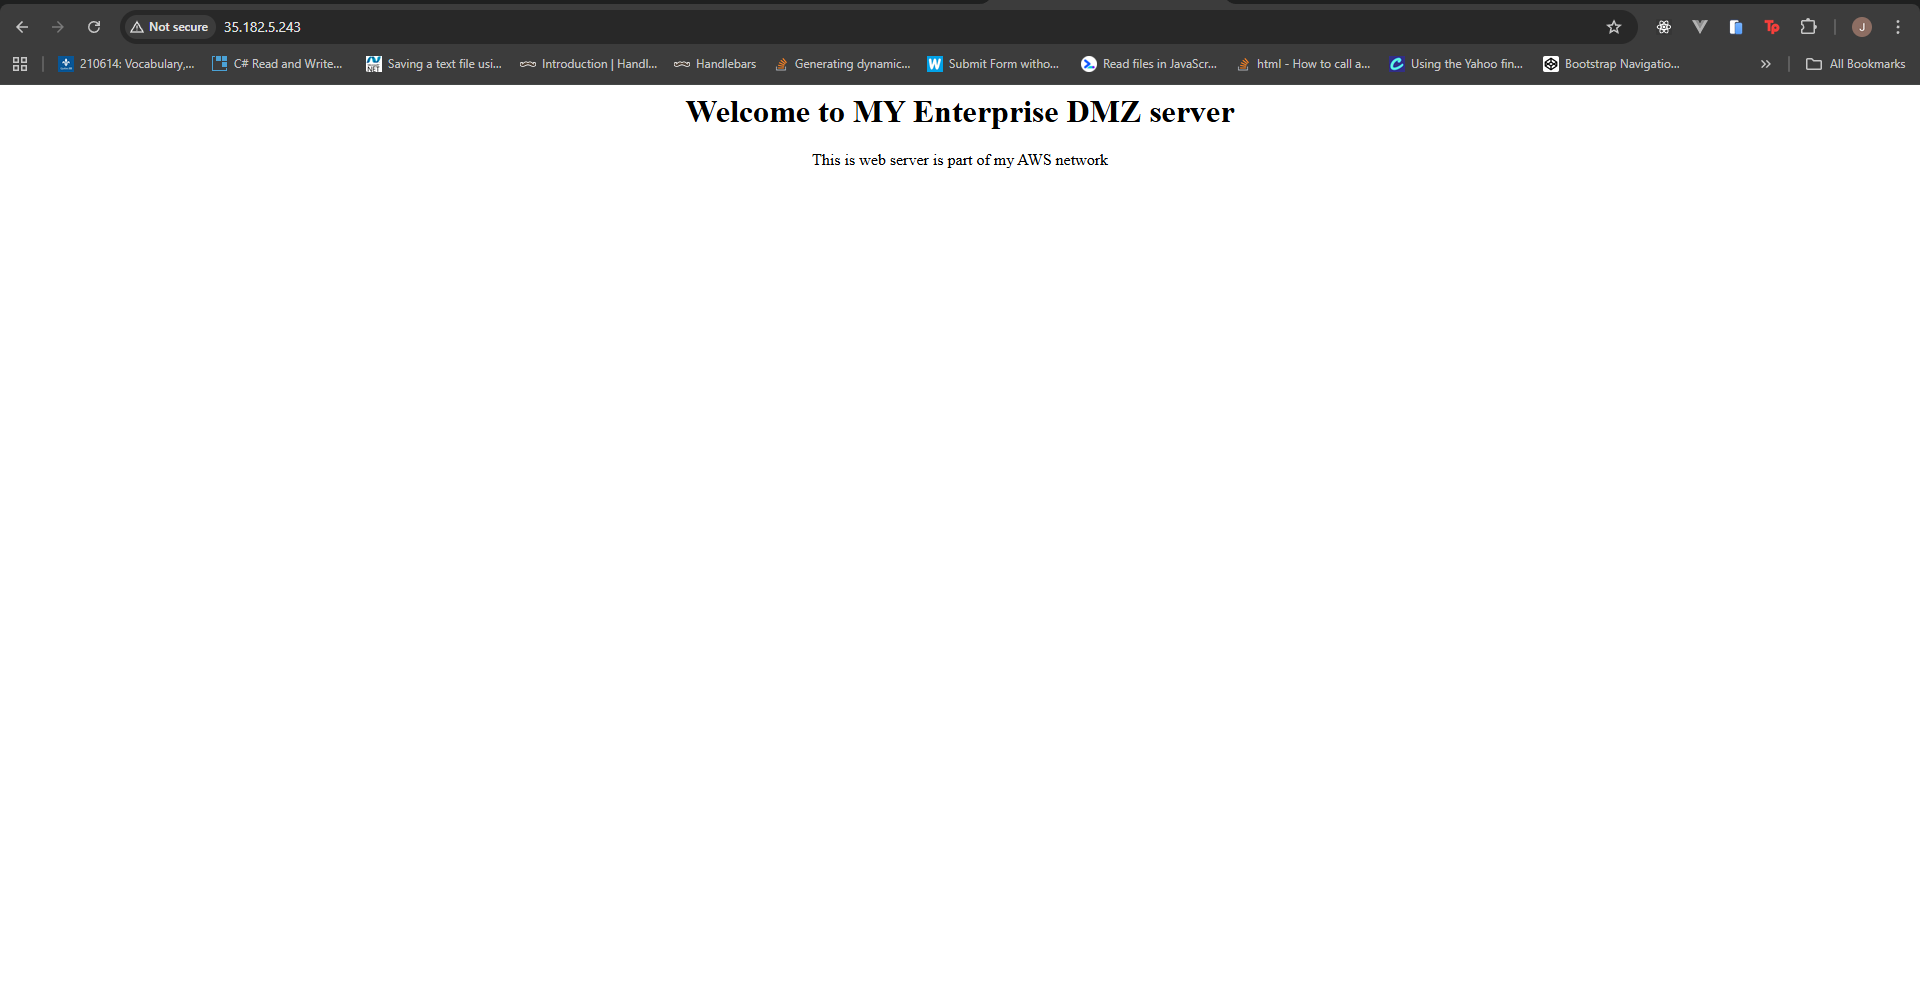 Not secure 35.182.5.243 J
210614: Vocabulary,... C# Read and Write... Saving a text file usi... Introduction | Handl... Handlebars Generating dynamic... W Submit Form witho... Read files in JavaScr... html - How to call a... Using the Yahoo fin... Bootstrap Navigatio... » All Bookmarks
Welcome to MY Enterprise DMZ server
This is web server is part of my AWS network